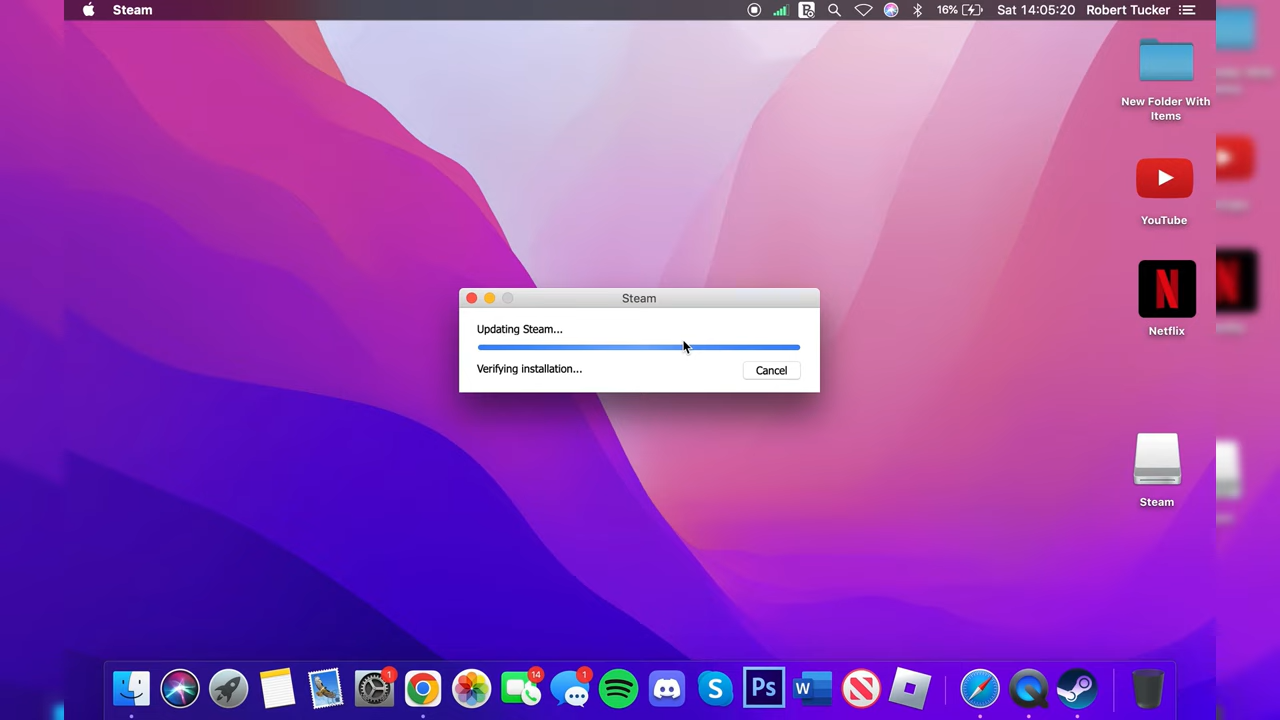 Steam
16%
Sat 14:05:20
Robert Tucker
New Folder With
Items
YouTube
Netflix
Steam
Steam
Updating Steam...
Verifying installation...
Cancel
1
14
1
S
Ps
W
N